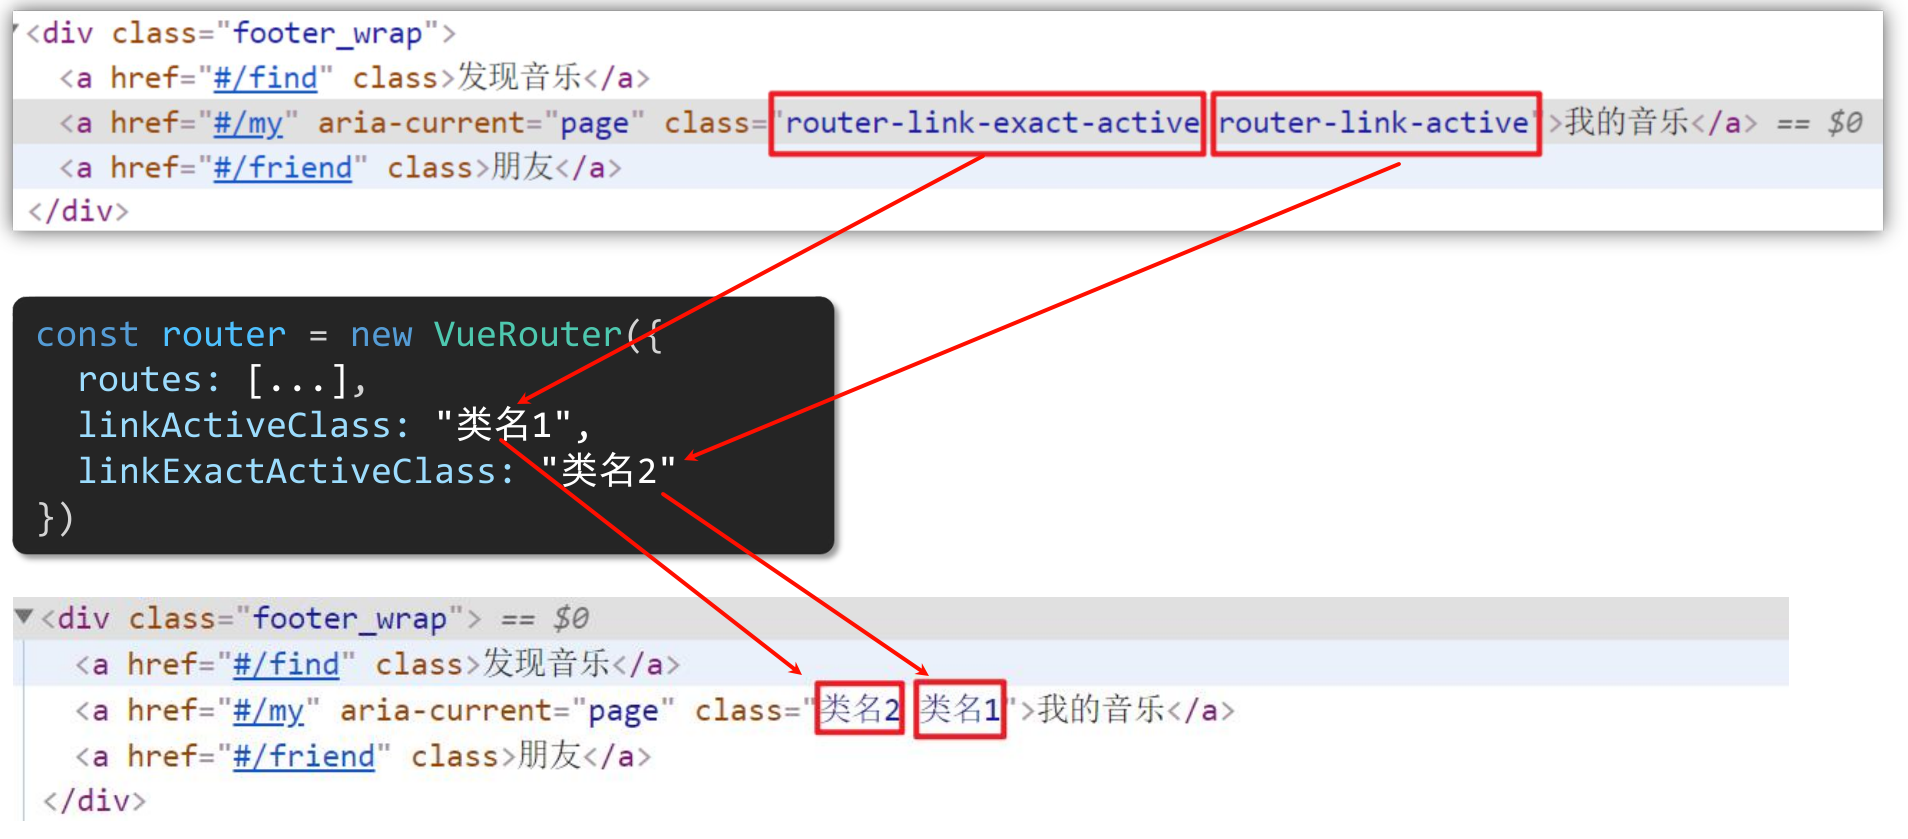 <div class="footer_wrap">
<a href="#/find" class>发现音乐</a>
<a href="#/my" aria-current="page" class="router-link-exact-active router-link-active">我的音乐</a> == $0
<a href="#/friend" class>朋友</a>
</div>
const router = new VueRouter({
routes: [...],
linkActiveClass: "类名1",
linkExactActiveClass: "类名2"
})
<div class="footer_wrap"> == $0
<a href="#/find" class>发现音乐</a>
<a href="#/my" aria-current="page" class="类名2 类名1">我的音乐</a>
<a href="#/friend" class>朋友</a>
</div>